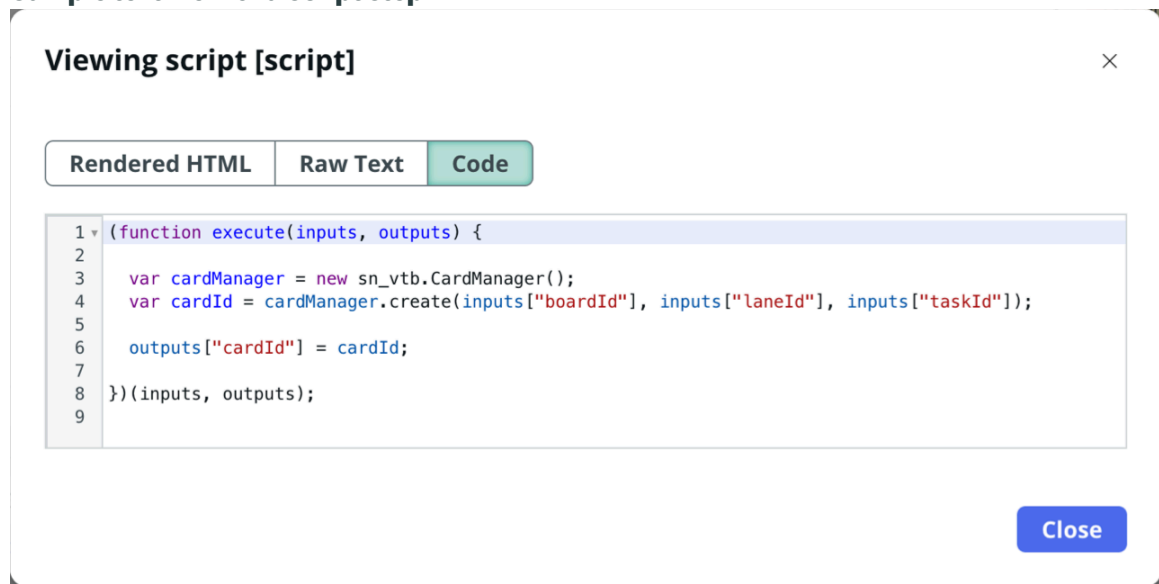 Viewing script [script]
Rendered HTML Raw Text Code
1 (function execute(inputs, outputs) {
2
3 var cardManager = new sn_vtb.CardManager();
4 var cardId = cardManager.create(inputs["boardId"], inputs["laneId"], inputs["taskId"]);
5
6 outputs["cardId"] = cardId;
7
8 })(inputs, outputs);
9
Close